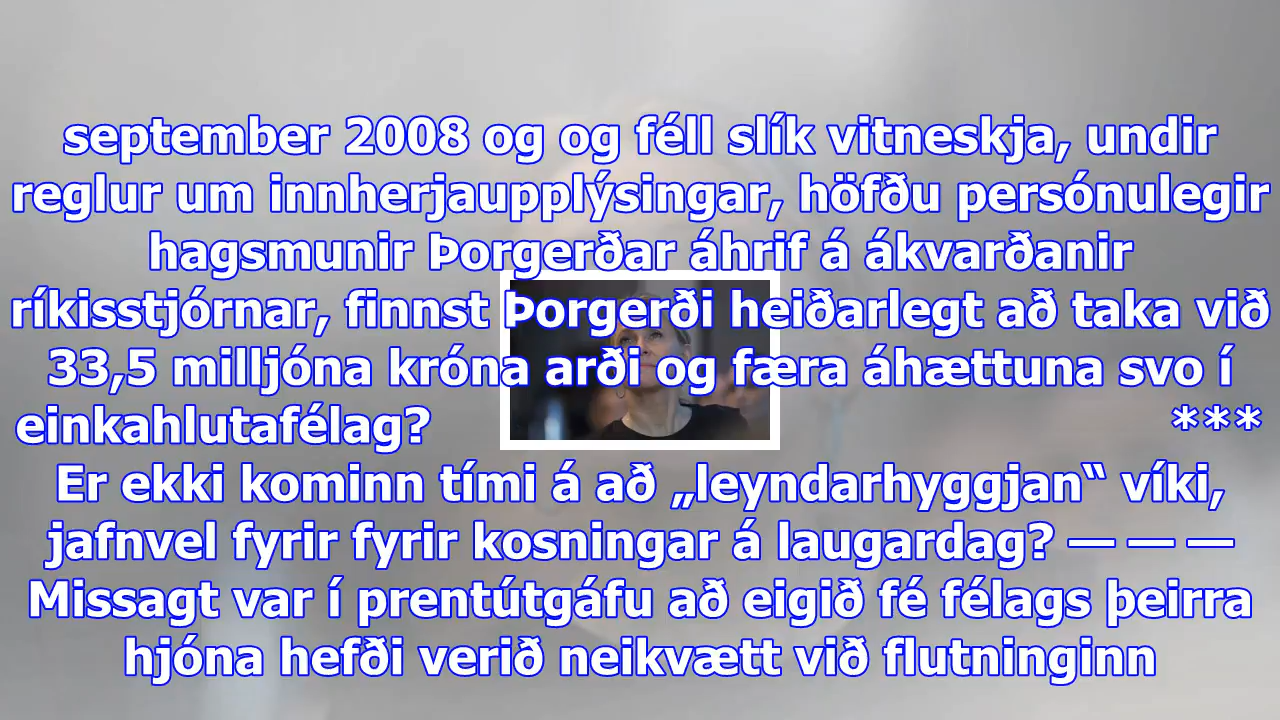 september 2008 og og féll slík vitneskja, undir
reglur um innherjaupplýsingar, höfðu persónulegir
hagsmunir Þorgerðar áhrif á ákvarðanir
ríkisstjórnar, finnst Þorgerði heiðarlegt að taka við
33,5 milljóna króna arði og færa áhættuna svo í
einkahlutafélag? ***
Er ekki kominn tími á að „leyndarhyggjan“ víki,
jafnvel fyrir fyrir kosningar á laugardag? — — —
Missagt var í prentútgáfu að eigið fé félags þeirra
hjóna hefði verið neikvætt við flutninginn